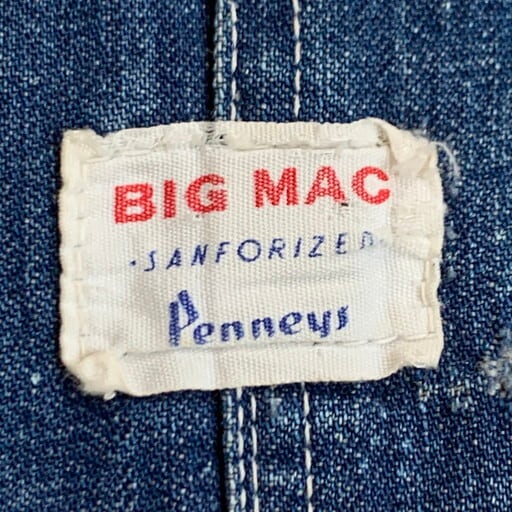 BIG MAC
·SANFORIZED·
Penneys